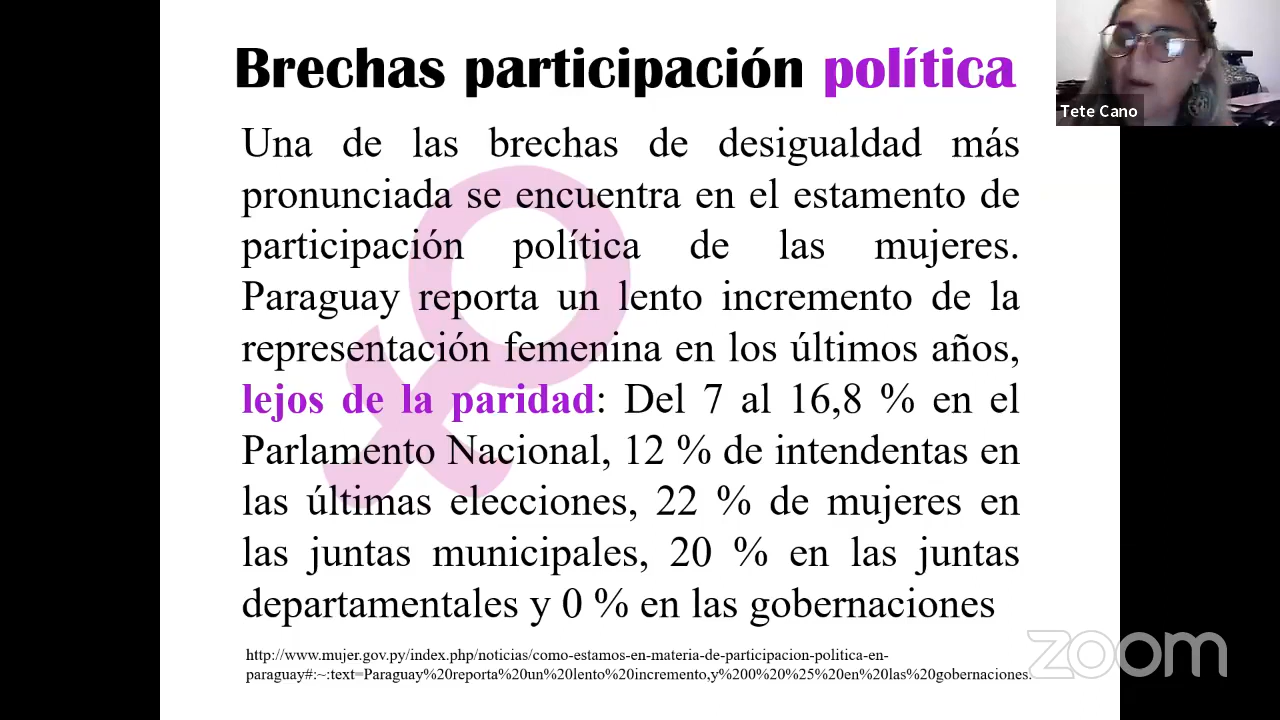 Brechas participación política
Tete Cano
Una de las brechas de desigualdad más
pronunciada se encuentra en el estamento de
participación política de las mujeres.
Paraguay reporta un lento incremento de la
representación femenina en los últimos años,
lejos de la paridad: Del 7 al 16,8 % en el
Parlamento Nacional, 12 % de intendentas en
las últimas elecciones, 22 % de mujeres en
las juntas municipales, 20 % en las juntas
departamentales y 0 % en las gobernaciones
http://www.mujer.gov.py/index.php/noticias/como-estamos-en-materia-de-participacion-politica-en-
paraguay#:~:text=Paraguay%20reporta%20un%20lento%20incremento,y%200%20%25%20en%20las%20gobernaciones.
zoom